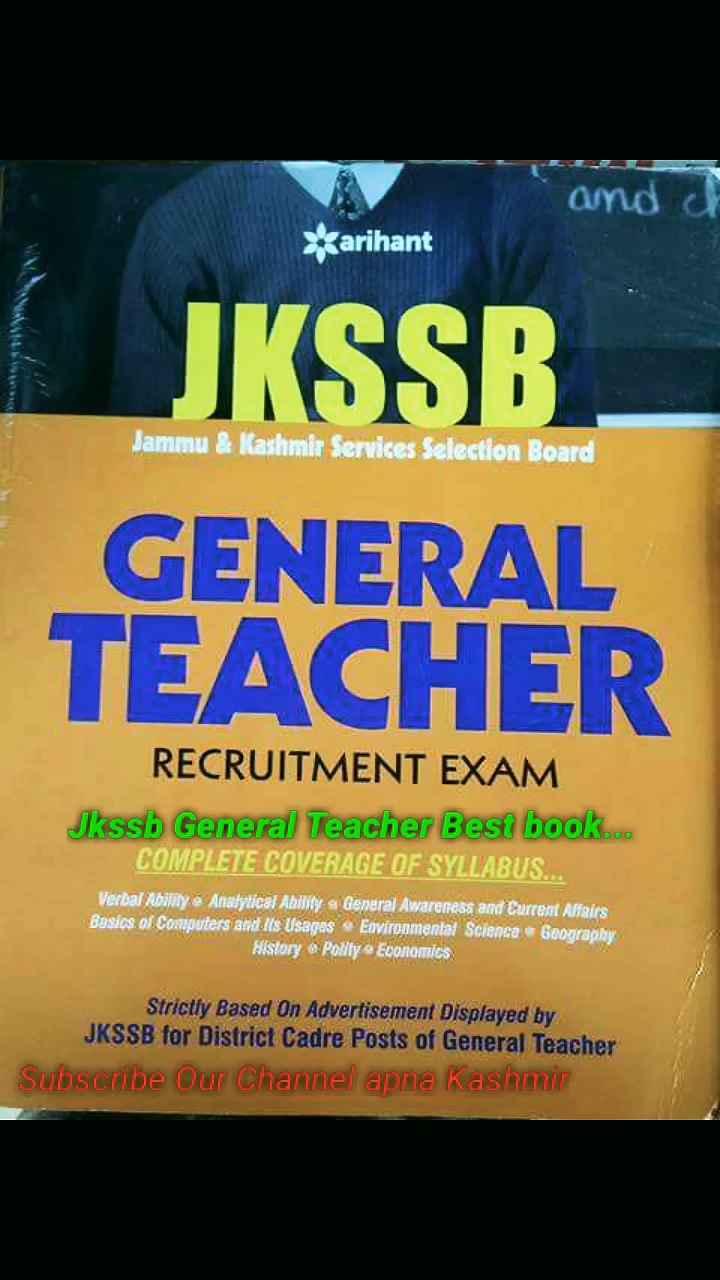 and
arihant
JKSSB
Jammu & Kashmir Services Selection Board
GENERAL
TEACHER
RECRUITMENT EXAM
Jkssb General Teacher Best book...
COMPLETE COVERAGE OF SYLLABUS...
Verbal Ability • Analytical Ability • General Awareness and Current Affairs
Basics of Computers and Its Usages • Environmental Science • Geography
History • Polity • Economics
Strictly Based On Advertisement Displayed by
JKSSB for District Cadre Posts of General Teacher
Subscribe Our Channel apna Kashmir